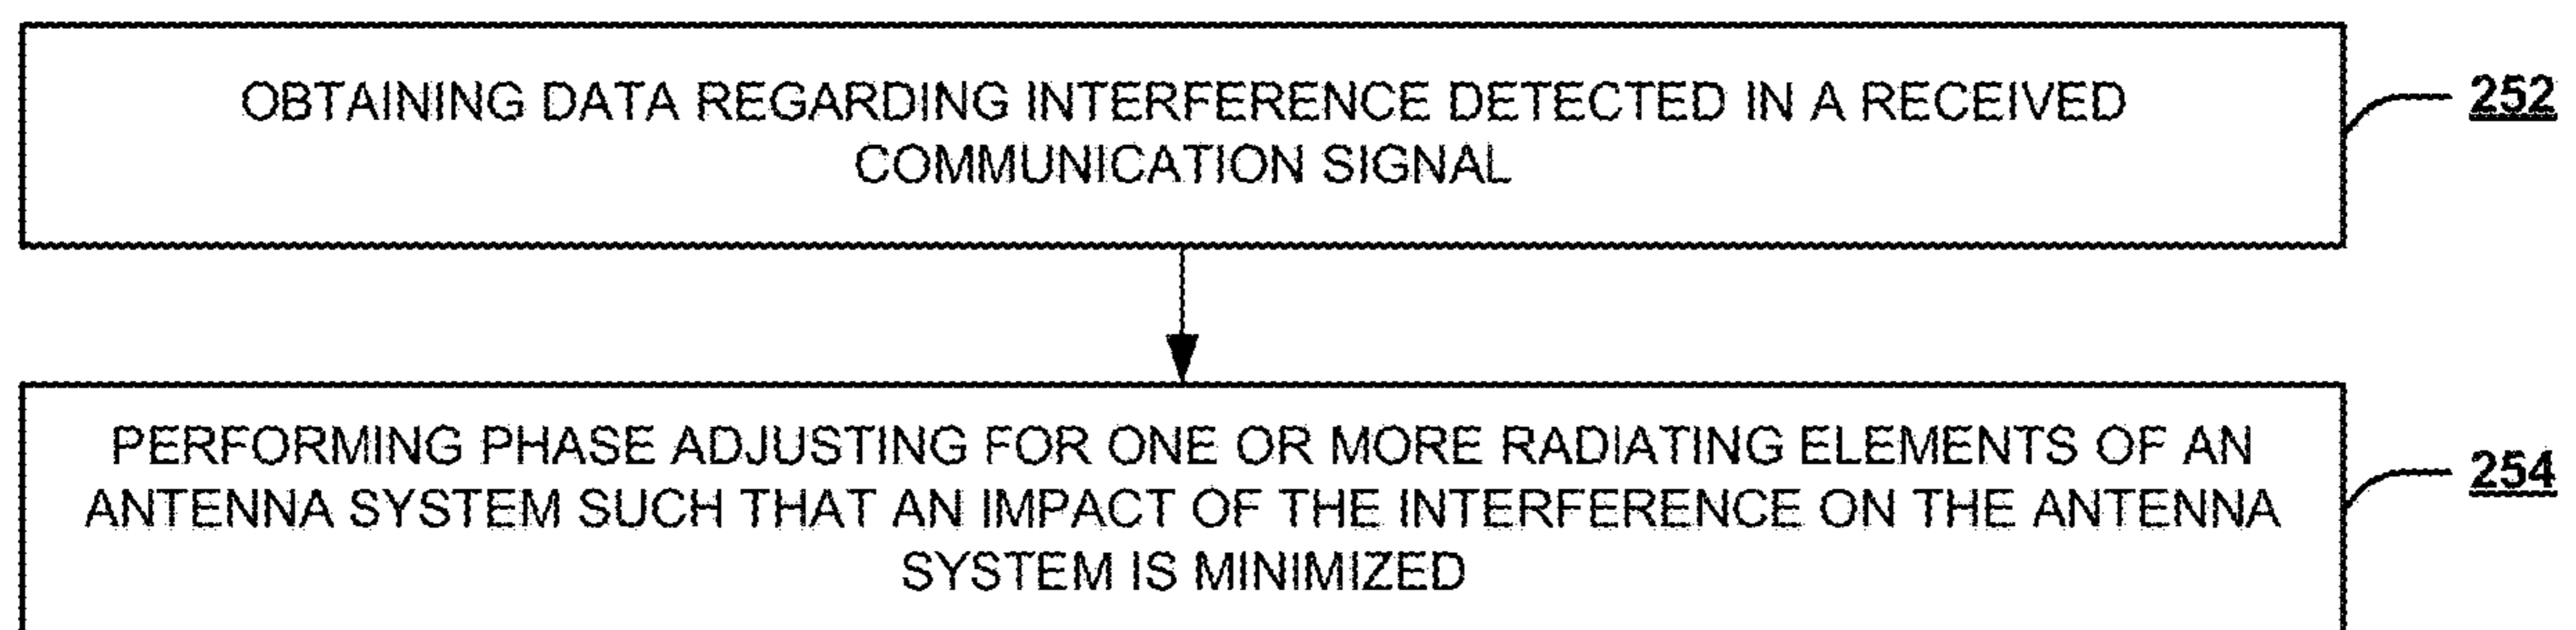 OBTAINING DATA REGARDING INTERFERENCE DETECTED IN A RECEIVED
COMMUNICATION SIGNAL
252
PERFORMING PHASE ADJUSTING FOR ONE OR MORE RADIATING ELEMENTS OF AN
ANTENNA SYSTEM SUCH THAT AN IMPACT OF THE INTERFERENCE ON THE ANTENNA
SYSTEM IS MINIMIZED
254